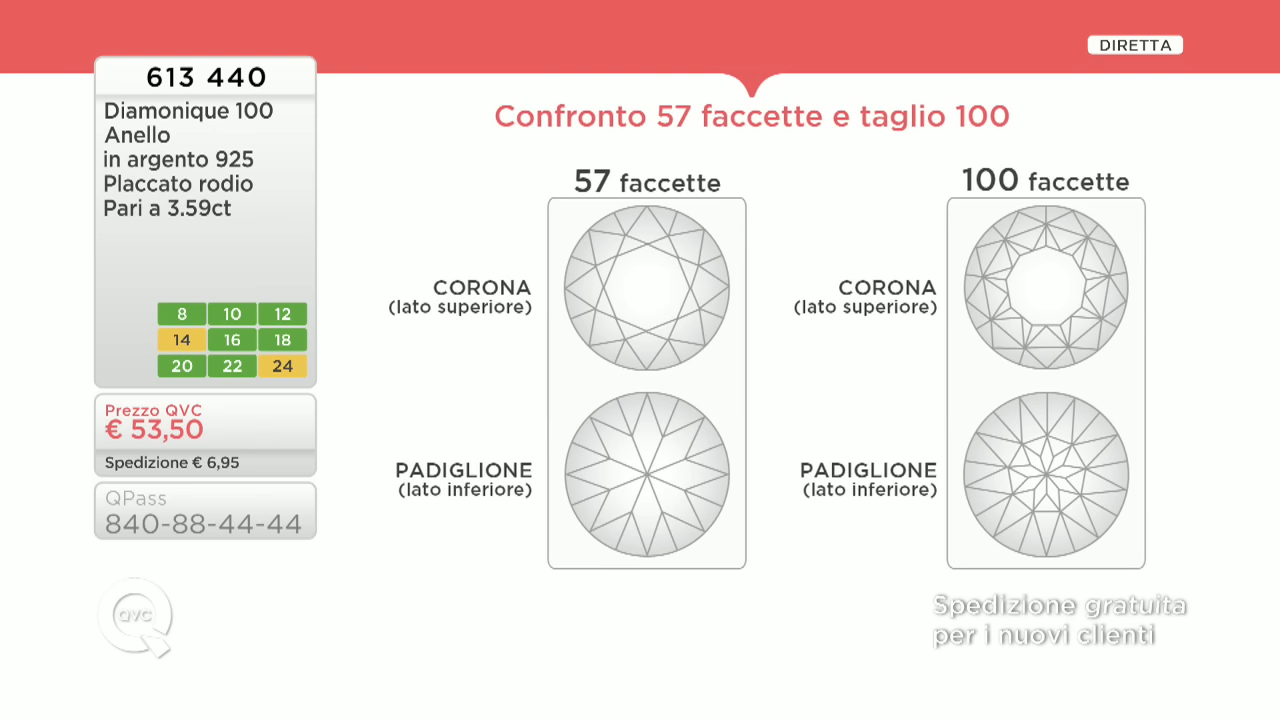 DIRETTA
613 440
Diamonique 100
Anello
in argento 925
Placcato rodio
Pari a 3.59ct
8 10 12
14 16 18
20 22 24
Prezzo QVC
€ 53,50
Spedizione € 6,95
QPass
840-88-44-44
QVC
Confronto 57 faccette e taglio 100
57 faccette
100 faccette
CORONA
(lato superiore)
CORONA
(lato superiore)
PADIGLIONE
(lato inferiore)
PADIGLIONE
(lato inferiore)
Spedizione gratuita
per i nuovi clienti